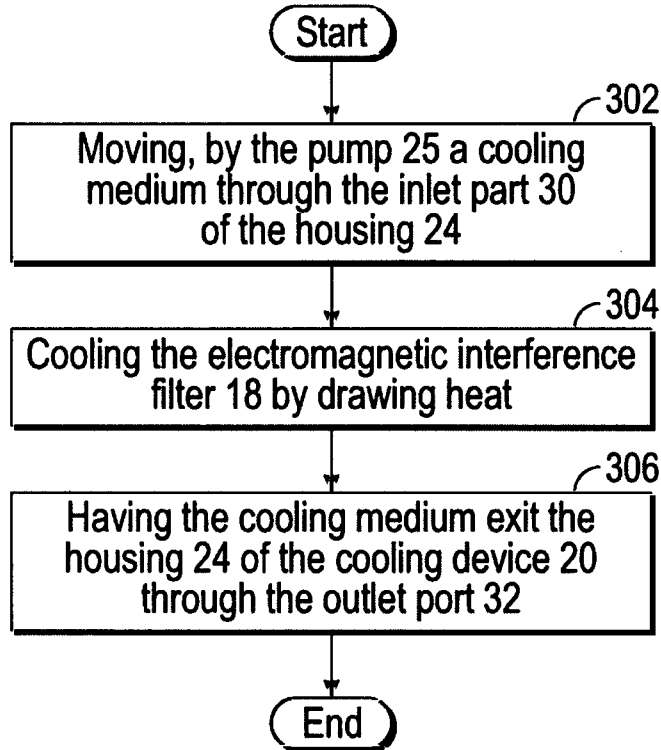 Start
302
Moving, by the pump 25 a cooling
medium through the inlet part 30
of the housing 24
304
Cooling the electromagnetic interference
filter 18 by drawing heat
306
Having the cooling medium exit the
housing 24 of the cooling device 20
through the outlet port 32
End